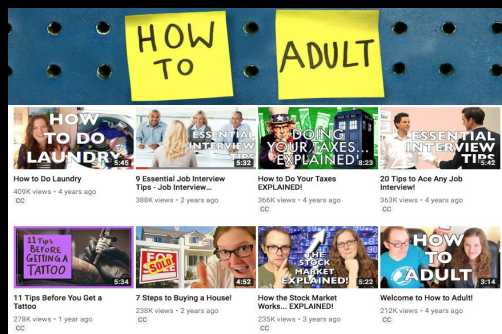 HOW TO
ADULT
HOW TO DO LAUNDRY
5:45
ESSENTIAL INTERVIEW TIPS
5:32
DOING YOUR TAXES... EXPLAINED!
8:23
ESSENTIAL INTERVIEW TIPS
5:42
How to Do Laundry
409K views • 4 years ago
CC
9 Essential Job Interview
Tips - Job Interview...
388K views • 2 years ago
How to Do Your Taxes
EXPLAINED!
366K views • 4 years ago
CC
20 Tips to Ace Any Job
Interview!
363K views • 4 years ago
CC
11 Tips
BEFORE
GETTING A
TATTOO
5:34
FOR
SOLD
4:52
THE
STOCK
MARKET
EXPLAINED!
5:22
HOW
TO
ADULT
3:14
11 Tips Before You Get a
Tattoo
278K views • 1 year ago
CC
7 Steps to Buying a House!
238K views • 2 years ago
CC
How the Stock Market
Works... EXPLAINED!
235K views • 3 years ago
CC
Welcome to How to Adult!
212K views • 4 years ago
CC